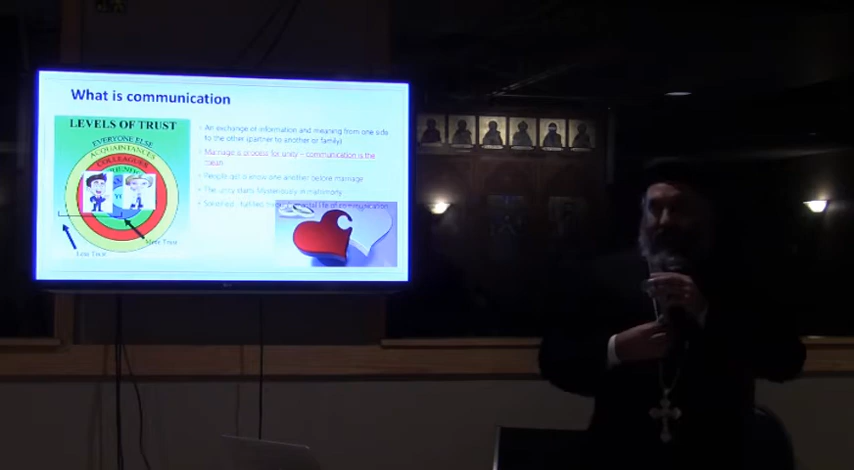 What is communication
LEVELS OF TRUST
EVERYONE ELSE
ACQUAINTANCES
COLLEAGUES
More Trust
Less Trust
An exchange of information and meaning from one side
to the other (partner to another or family)
Marriage is process for unity – communication is the
mean
People get to know one another before marriage
The unity starts Mysteriously in matrimony